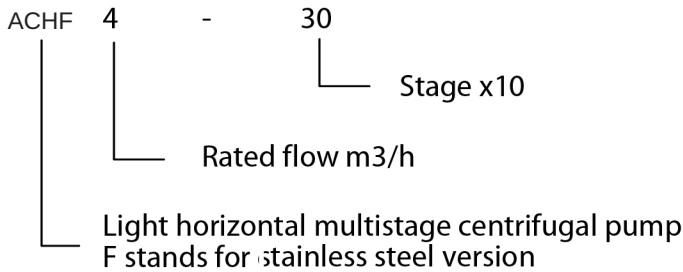 ACHF 4 - 30
Stage x10
Rated flow m3/h
Light horizontal multistage centrifugal pump
F stands for stainless steel version